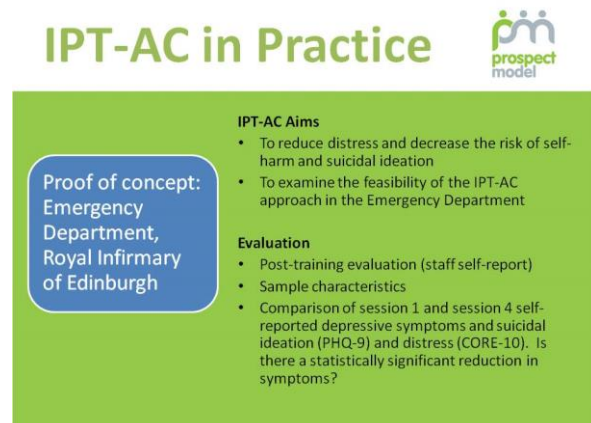 IPT-AC in Practice
prospect
model
Proof of concept:
Emergency
Department,
Royal Infirmary
of Edinburgh
IPT-AC Aims
• To reduce distress and decrease the risk of self-
harm and suicidal ideation
• To examine the feasibility of the IPT-AC
approach in the Emergency Department
Evaluation
• Post-training evaluation (staff self-report)
• Sample characteristics
• Comparison of session 1 and session 4 self-
reported depressive symptoms and suicidal
ideation (PHQ-9) and distress (CORE-10).  Is
there a statistically significant reduction in
symptoms?